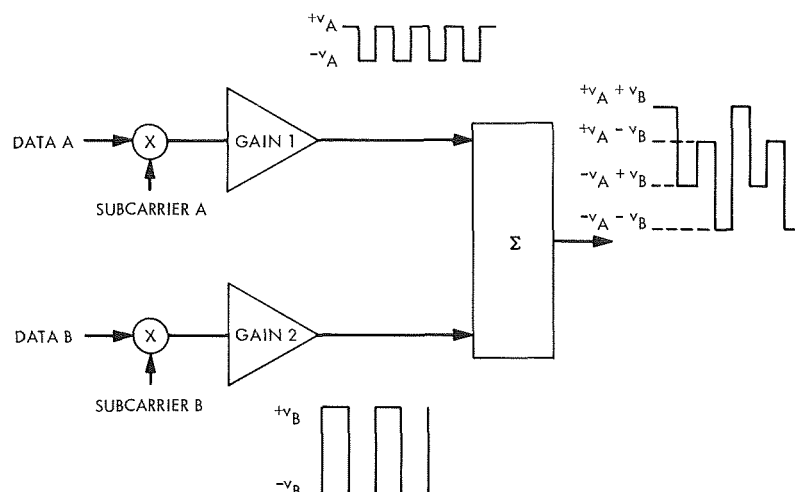 +vA
−vA
+vA + vB
+vA − vB
−vA + vB
−vA − vB
DATA A
X
GAIN 1
SUBCARRIER A
Σ
DATA B
X
GAIN 2
SUBCARRIER B
+vB
−vB